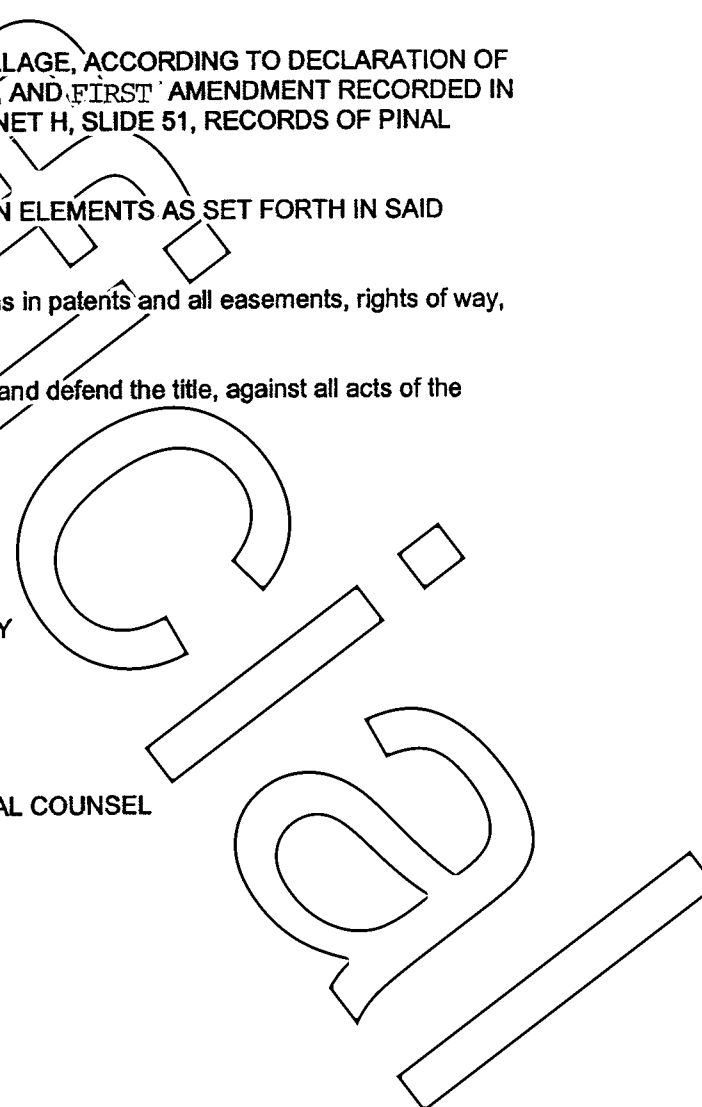 LAGE, ACCORDING TO DECLARATION OF
AND FIRST AMENDMENT RECORDED IN
NET H, SLIDE 51, RECORDS OF PINAL
N ELEMENTS AS SET FORTH IN SAID
s in patents and all easements, rights of way,
and defend the title, against all acts of the
Y
AL COUNSEL
cial